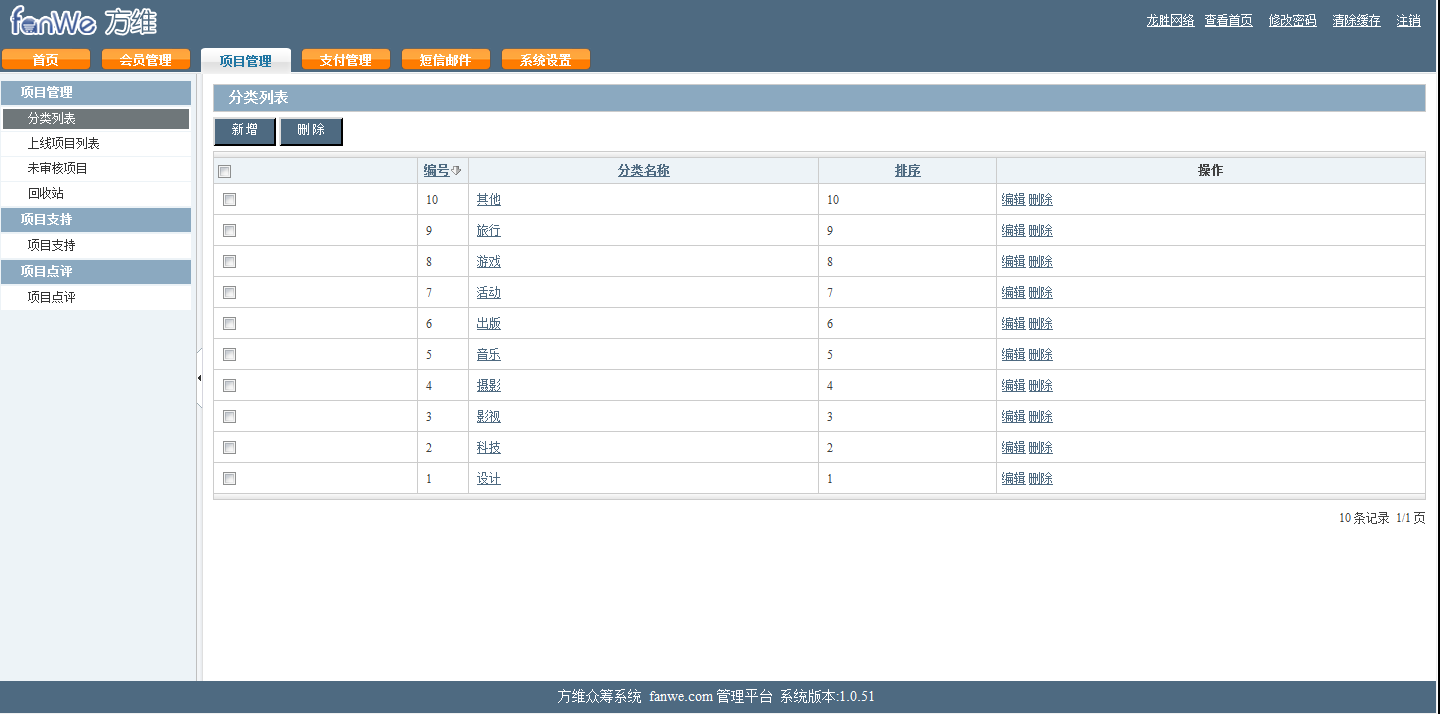 fanWe 方维
龙胜网络 查看首页 修改密码 清除缓存 注销
首页 会员管理 项目管理 支付管理 短信邮件 系统设置
项目管理
分类列表
上线项目列表
未审核项目
回收站
项目支持
项目支持
项目点评
项目点评
分类列表
新增 删除
编号 分类名称 排序 操作
10 其他 10 编辑 删除
9 旅行 9 编辑 删除
8 游戏 8 编辑 删除
7 活动 7 编辑 删除
6 出版 6 编辑 删除
5 音乐 5 编辑 删除
4 摄影 4 编辑 删除
3 影视 3 编辑 删除
2 科技 2 编辑 删除
1 设计 1 编辑 删除
10 条记录 1/1 页
方维众筹系统 fanwe.com 管理平台 系统版本:1.0.51